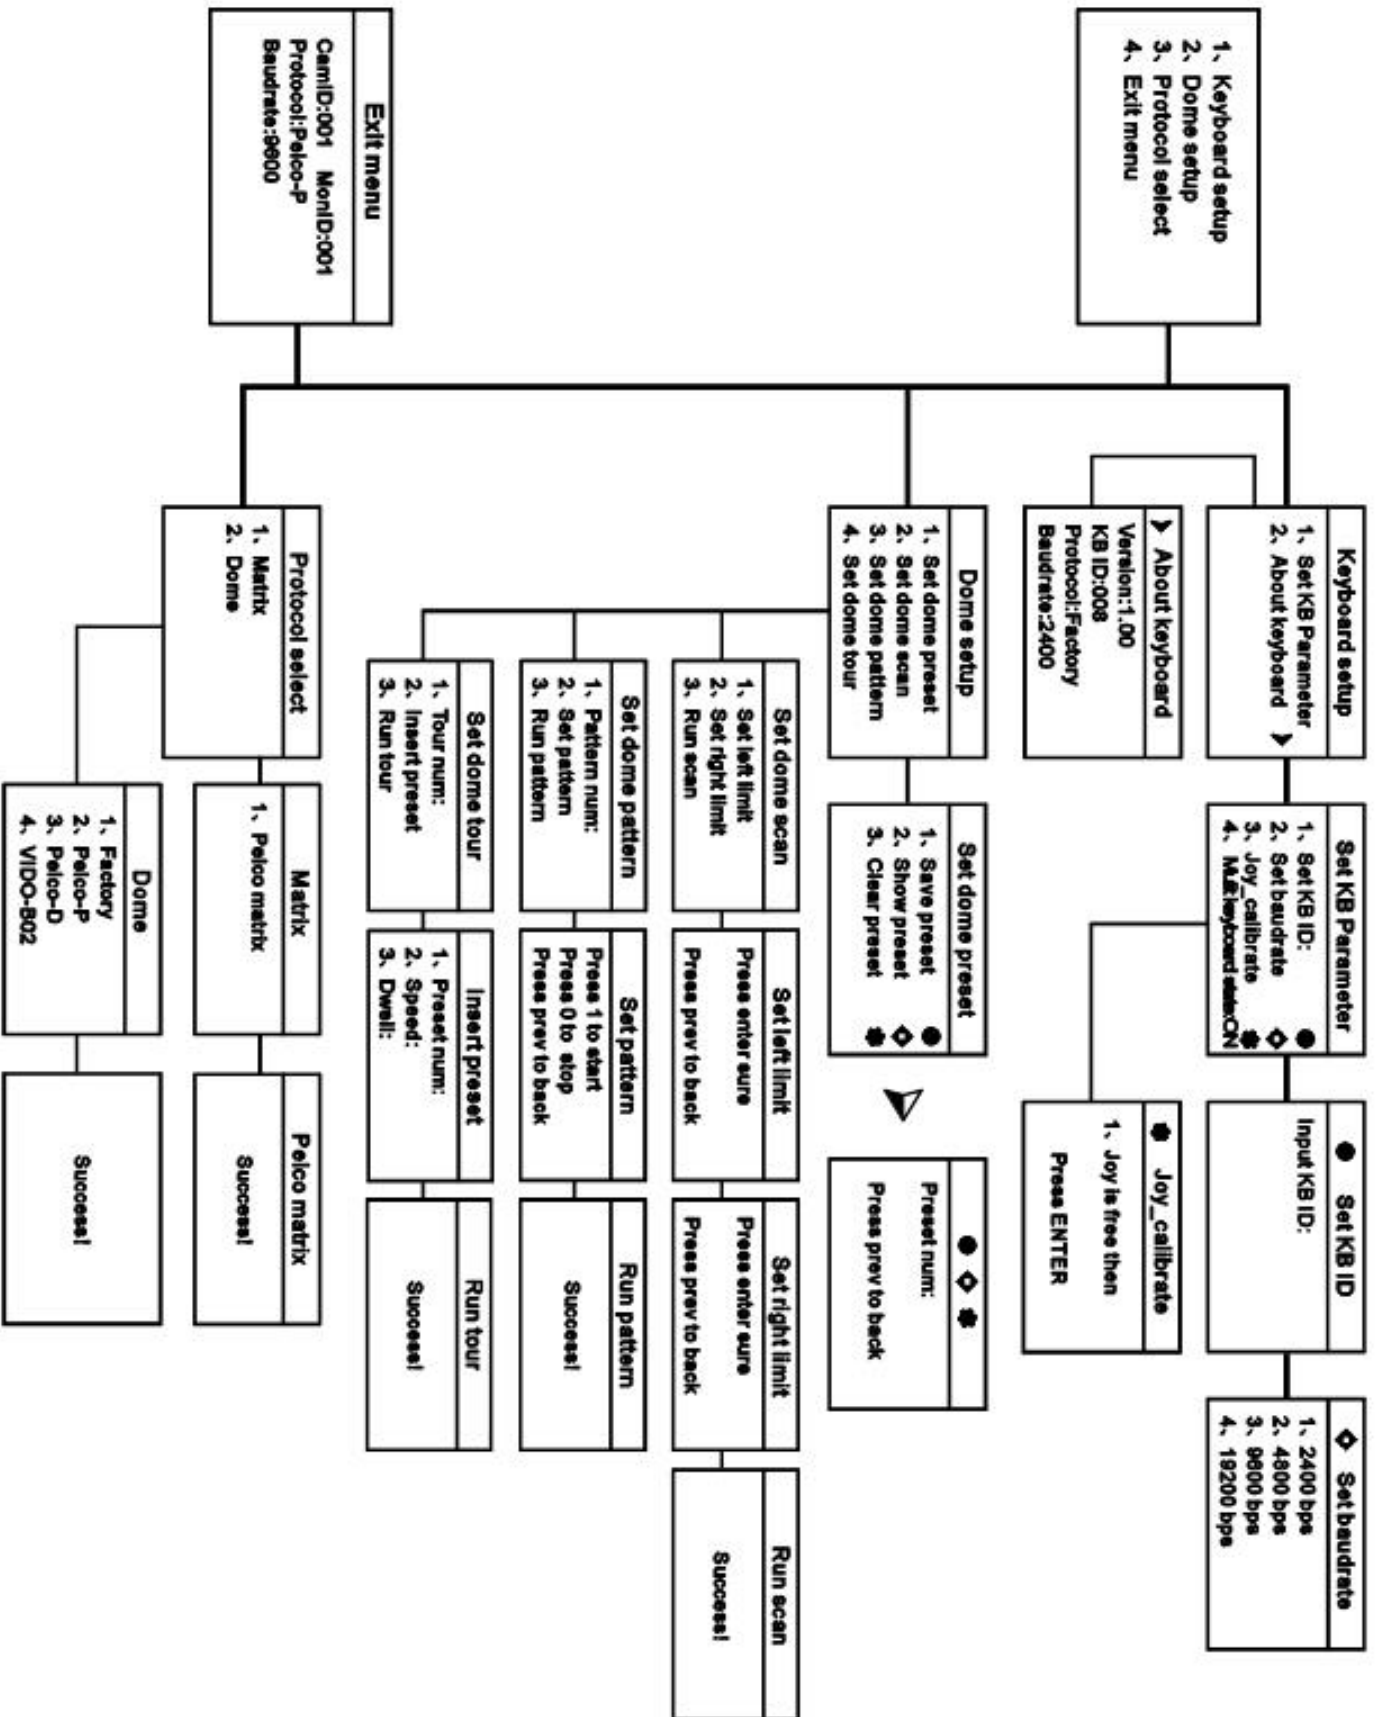 1、Keyboard setup
2、Dome setup
3、Protocol select
4、Exit menu
Keyboard setup
1、Set KB Parameter
2、About keyboard
Set KB Parameter
1、Set KB ID:
2、Set baudrate
3、Joy_calibrate
4、Multi keyboard state:ON
Set KB ID
Input KB ID:
Set baudrate
1、2400 bps
2、4800 bps
3、9600 bps
4、19200 bps
About keyboard
Version:1.00
KB ID:008
Protocol:Factory
Baudrate:2400
Joy_calibrate
1、Joy is free then
Press ENTER
Dome setup
1、Set dome preset
2、Set dome scan
3、Set dome pattern
4、Set dome tour
Set dome preset
1、Save preset
2、Show preset
3、Clear preset
Preset num:
Press prev to back
Set dome scan
1、Set left limit
2、Set right limit
3、Run scan
Set left limit
Press enter sure
Press prev to back
Set right limit
Press enter sure
Press prev to back
Run scan
Success!
Set dome pattern
1、Pattern num:
2、Set pattern
3、Run pattern
Set pattern
Press 1 to start
Press 0 to stop
Press prev to back
Run pattern
Success!
Set dome tour
1、Tour num:
2、Insert preset
3、Run tour
Insert preset
1、Preset num:
2、Speed:
3、Dwell:
Run tour
Success!
Exit menu
CamID:001 MonID:001
Protocol:Pelco-P
Baudrate:9600
Protocol select
1、Matrix
2、Dome
Matrix
1、Pelco matrix
Pelco matrix
Success!
Dome
1、Factory
2、Pelco-P
3、Pelco-D
4、VIDO-B02
Success!